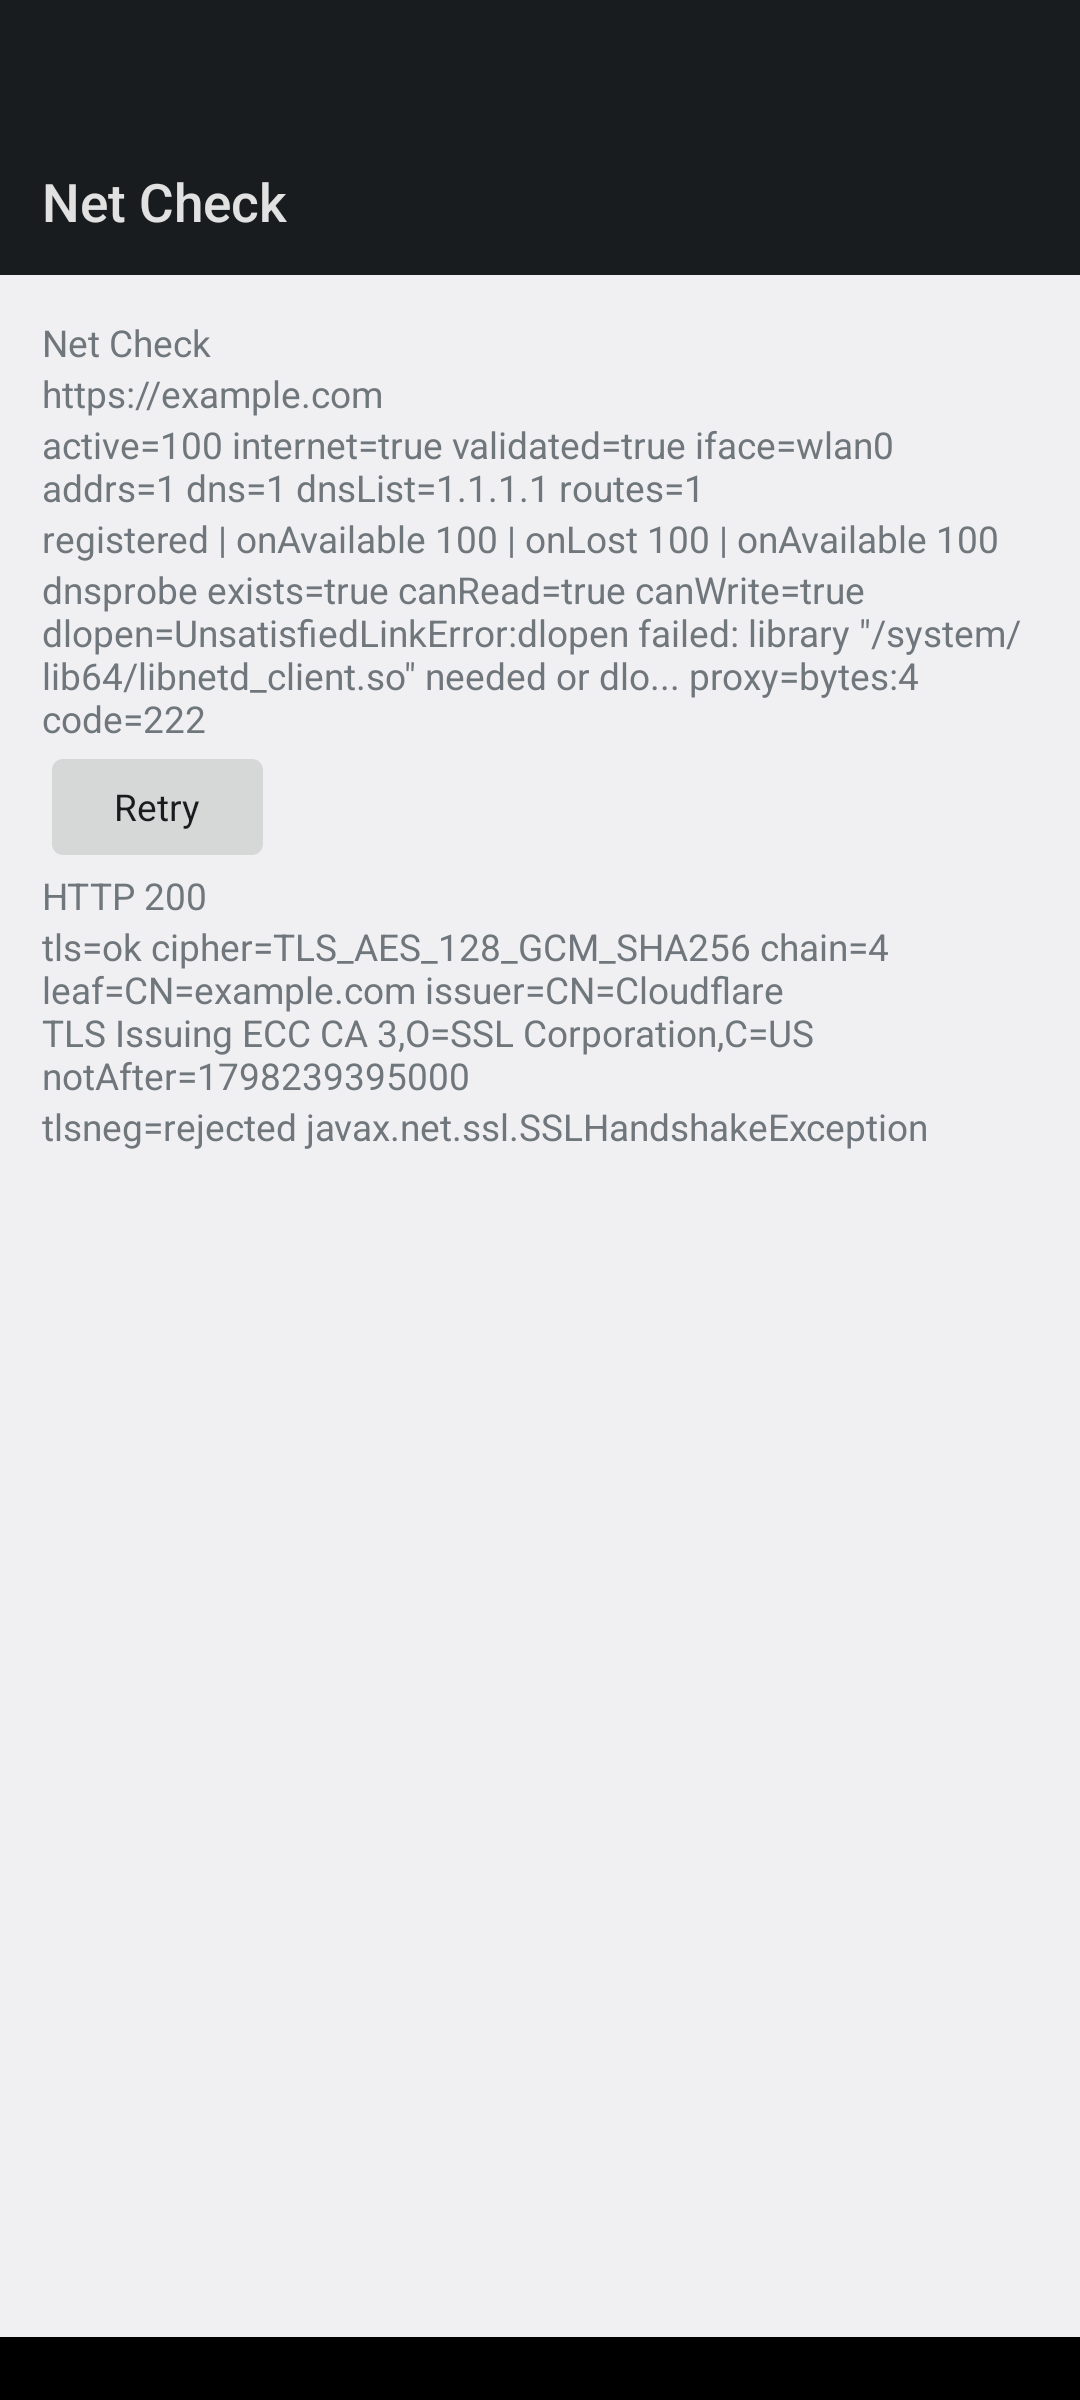 Net Check
Net Check
https://example.com
active=100 internet=true validated=true iface=wlan0
addrs=1 dns=1 dnsList=1.1.1.1 routes=1
registered | onAvailable 100 | onLost 100 | onAvailable 100
dnsprobe exists=true canRead=true canWrite=true
dlopen=UnsatisfiedLinkError:dlopen failed: library "/system/
lib64/libnetd_client.so" needed or dlo... proxy=bytes:4
code=222
Retry
HTTP 200
tls=ok cipher=TLS_AES_128_GCM_SHA256 chain=4
leaf=CN=example.com issuer=CN=Cloudflare
TLS Issuing ECC CA 3,O=SSL Corporation,C=US
notAfter=1798239395000
tlsneg=rejected javax.net.ssl.SSLHandshakeException